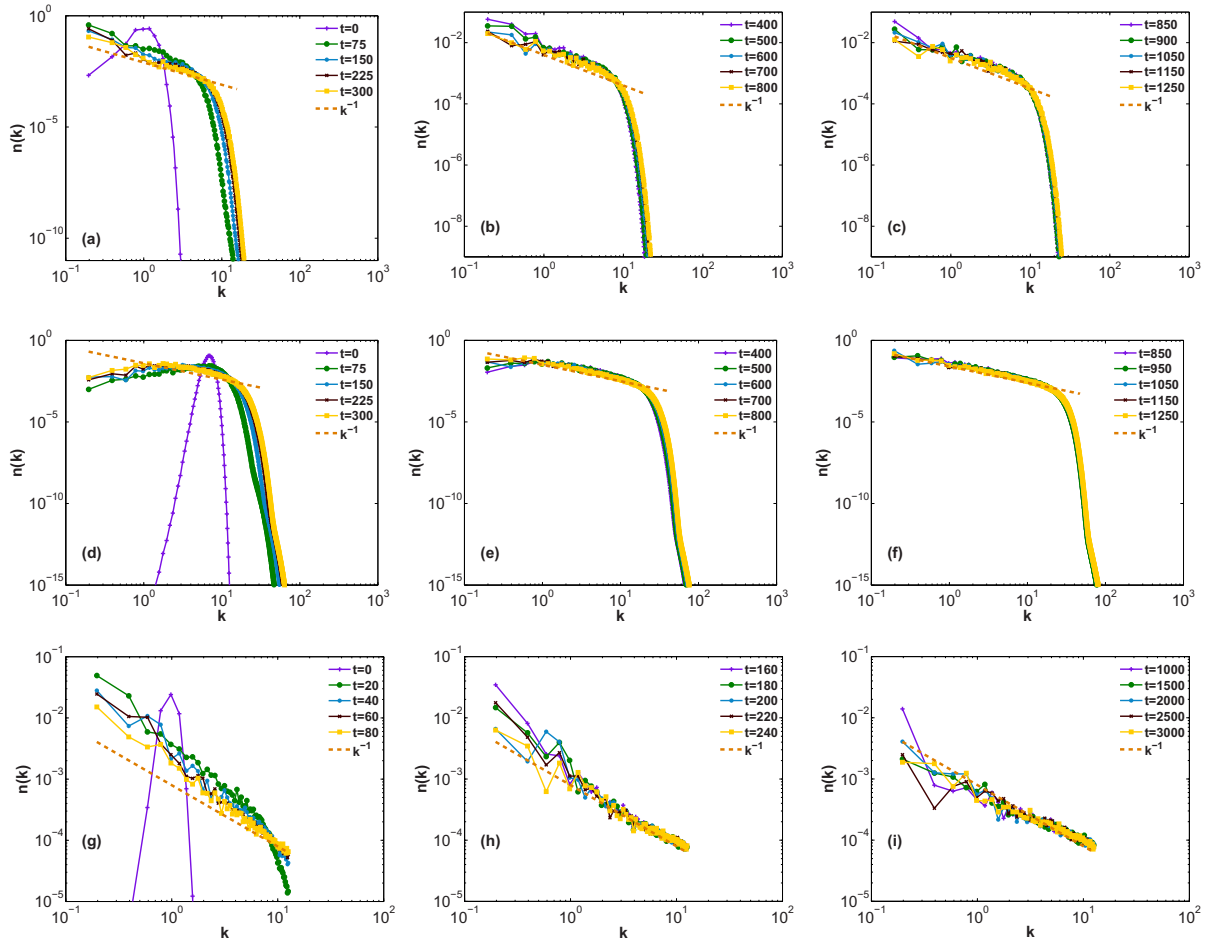 10^0
10^-5
10^-10
n(k)
(a)
t=0
t=75
t=150
t=225
t=300
k^-1
10^-1 10^0 10^1 10^2 10^3
k
10^-2
10^-4
10^-6
10^-8
n(k)
(b)
t=400
t=500
t=600
t=700
t=800
k^-1
10^-1 10^0 10^1 10^2 10^3
k
10^-2
10^-4
10^-6
10^-8
n(k)
(c)
t=850
t=900
t=1050
t=1150
t=1250
k^-1
10^-1 10^0 10^1 10^2 10^3
k
10^0
10^-5
10^-10
10^-15
n(k)
(d)
t=0
t=75
t=150
t=225
t=300
k^-1
10^-1 10^0 10^1 10^2 10^3
k
10^0
10^-5
10^-10
10^-15
n(k)
(e)
t=400
t=500
t=600
t=700
t=800
k^-1
10^-1 10^0 10^1 10^2 10^3
k
10^0
10^-5
10^-10
10^-15
n(k)
(f)
t=850
t=950
t=1050
t=1150
t=1250
k^-1
10^-1 10^0 10^1 10^2 10^3
k
10^-1
10^-2
10^-3
10^-4
10^-5
n(k)
(g)
t=0
t=20
t=40
t=60
t=80
k^-1
10^-1 10^0 10^1 10^2
k
10^-1
10^-2
10^-3
10^-4
10^-5
n(k)
(h)
t=160
t=180
t=200
t=220
t=240
k^-1
10^-1 10^0 10^1 10^2
k
10^-1
10^-2
10^-3
10^-4
10^-5
n(k)
(i)
t=1000
t=1500
t=2000
t=2500
t=3000
k^-1
10^-1 10^0 10^1 10^2
k